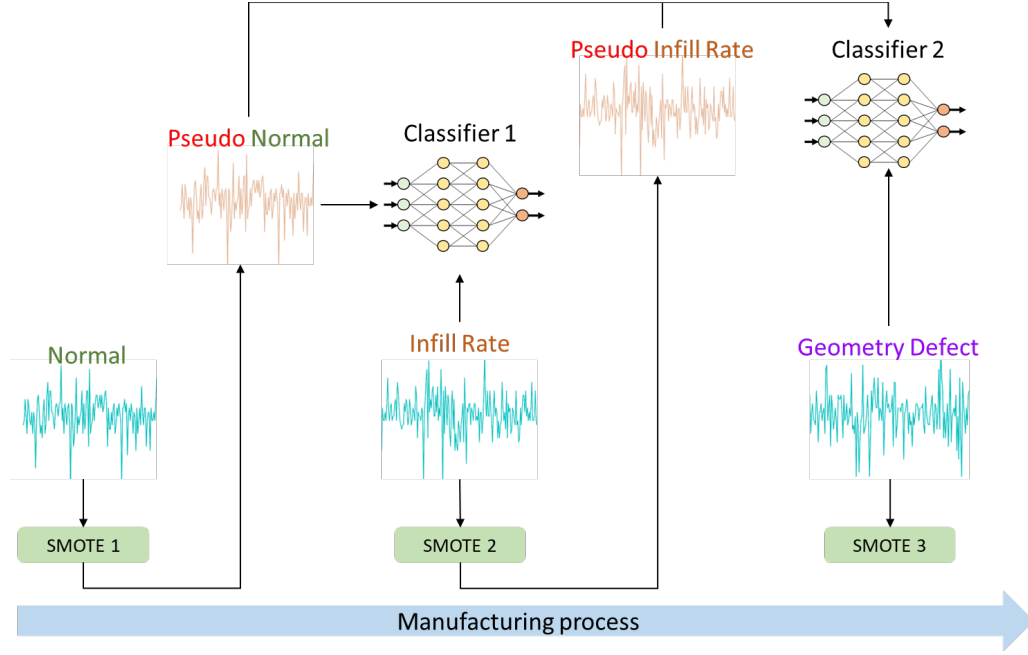 Pseudo Infill Rate
Classifier 2
Pseudo Normal
Classifier 1
Normal
Infill Rate
Geometry Defect
SMOTE 1
SMOTE 2
SMOTE 3
Manufacturing process